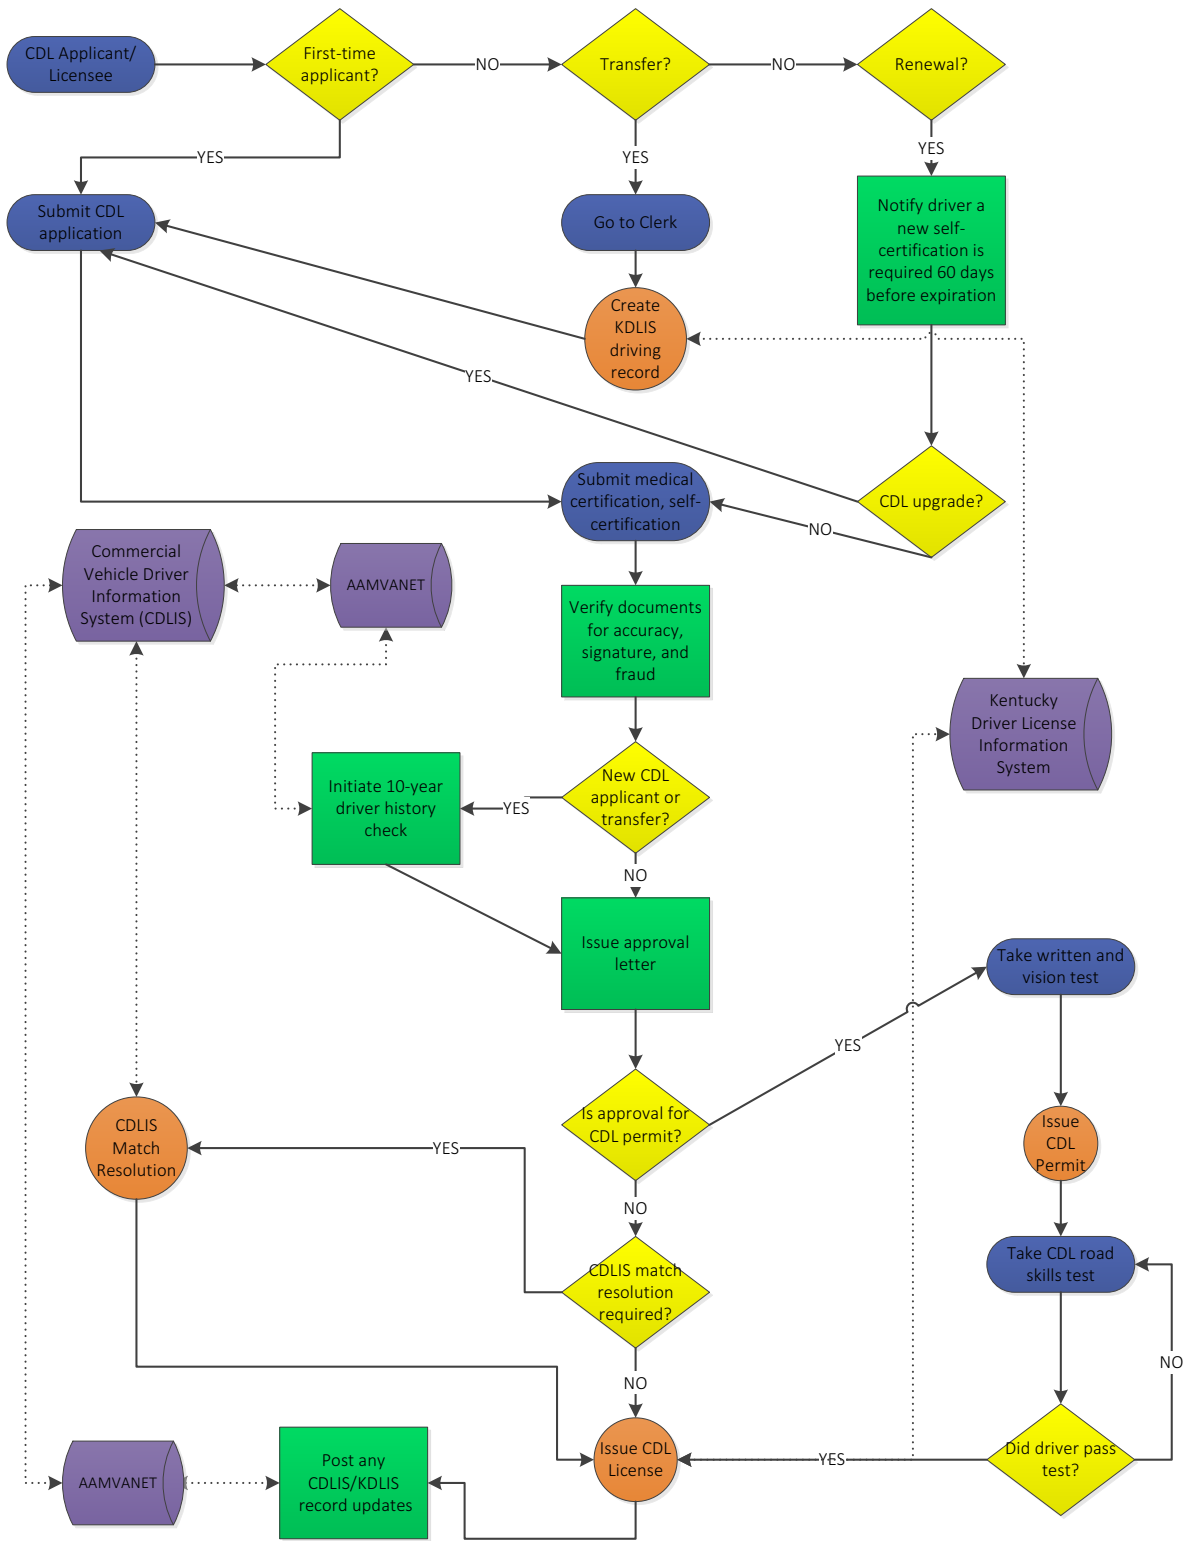 CDL Applicant/
Licensee
First-time
applicant?
NO
Transfer?
NO
Renewal?
YES
YES
YES
Submit CDL
application
Go to Clerk
Notify driver a
new self-
certification is
required 60 days
before expiration
Create
KDLIS
driving
record
YES
Submit medical
certification, self-
certification
CDL upgrade?
NO
Commercial
Vehicle Driver
Information
System (CDLIS)
AAMVANET
Verify documents
for accuracy,
signature, and
fraud
Kentucky
Driver License
Information
System
Initiate 10-year
driver history
check
YES
New CDL
applicant or
transfer?
NO
Issue approval
letter
Take written and
vision test
YES
Is approval for
CDL permit?
CDLIS
Match
Resolution
YES
Issue
CDL
Permit
NO
CDLIS match
resolution
required?
Take CDL road
skills test
NO
NO
AAMVANET
Post any
CDLIS/KDLIS
record updates
Issue CDL
License
YES
Did driver pass
test?